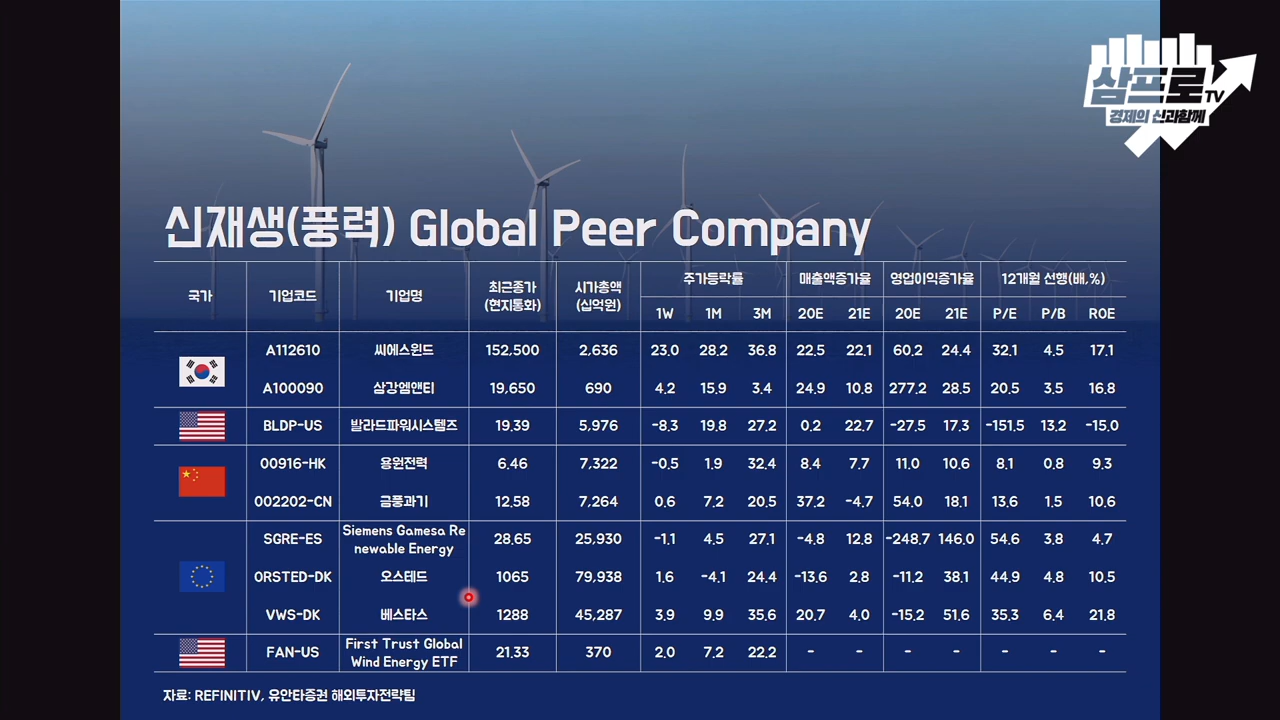 삼프로TV
경제의 신과함께
신재생(풍력) Global Peer Company
국가 기업코드 기업명 최근종가 (현지통화) 시가총액 (십억원) 주가등락률 매출액증가율 영업이익증가율 12개월 선행(배,%)
1W 1M 3M 20E 21E 20E 21E P/E P/B ROE
A112610 씨에스윈드 152,500 2,636 23.0 28.2 36.8 22.5 22.1 60.2 24.4 32.1 4.5 17.1
A100090 삼강엠앤티 19,650 690 4.2 15.9 3.4 24.9 10.8 277.2 28.5 20.5 3.5 16.8
BLDP-US 발라드파워시스템즈 19.39 5,976 -8.3 19.8 27.2 0.2 22.7 -27.5 17.3 -151.5 13.2 -15.0
00916-HK 용원전력 6.46 7,322 -0.5 1.9 32.4 8.4 7.7 11.0 10.6 8.1 0.8 9.3
002202-CN 금풍과기 12.58 7,264 0.6 7.2 20.5 37.2 -4.7 54.0 18.1 13.6 1.5 10.6
SGRE-ES Siemens Gamesa Re newable Energy 28.65 25,930 -1.1 4.5 27.1 -4.8 12.8 -248.7 146.0 54.6 3.8 4.7
ORSTED-DK 오스테드 1065 79,938 1.6 -4.1 24.4 -13.6 2.8 -11.2 38.1 44.9 4.8 10.5
VWS-DK 베스타스 1288 45,287 3.9 9.9 35.6 20.7 4.0 -15.2 51.6 35.3 6.4 21.8
FAN-US First Trust Global Wind Energy ETF 21.33 370 2.0 7.2 22.2 - - - - - - -
자료: REFINITIV, 유안타증권 해외투자전략팀